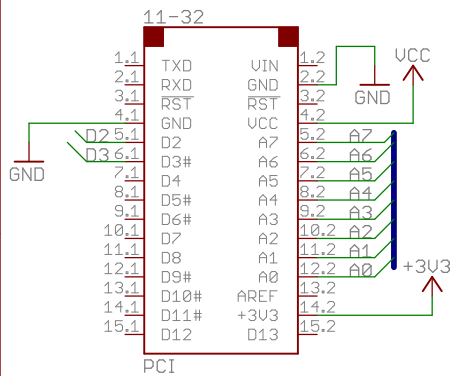 11-32
1.1 TXD VIN 1.2
2.1 RXD GND 2.2
3.1 RST RST 3.2
4.1 GND VCC 4.2
D2 5.1 D2 A7 5.2 A7
D3 6.1 D3# A6 6.2 A6
7.1 D4 A5 7.2 A5
8.1 D5# A4 8.2 A4
9.1 D6# A3 9.2 A3
10.1 D7 A2 10.2 A2
11.1 D8 A1 11.2 A1
12.1 D9# A0 12.2 A0
13.1 D10# AREF 13.2
14.1 D11# +3V3 14.2
15.1 D12 D13 15.2
PCI
GND
GND
VCC
+3V3